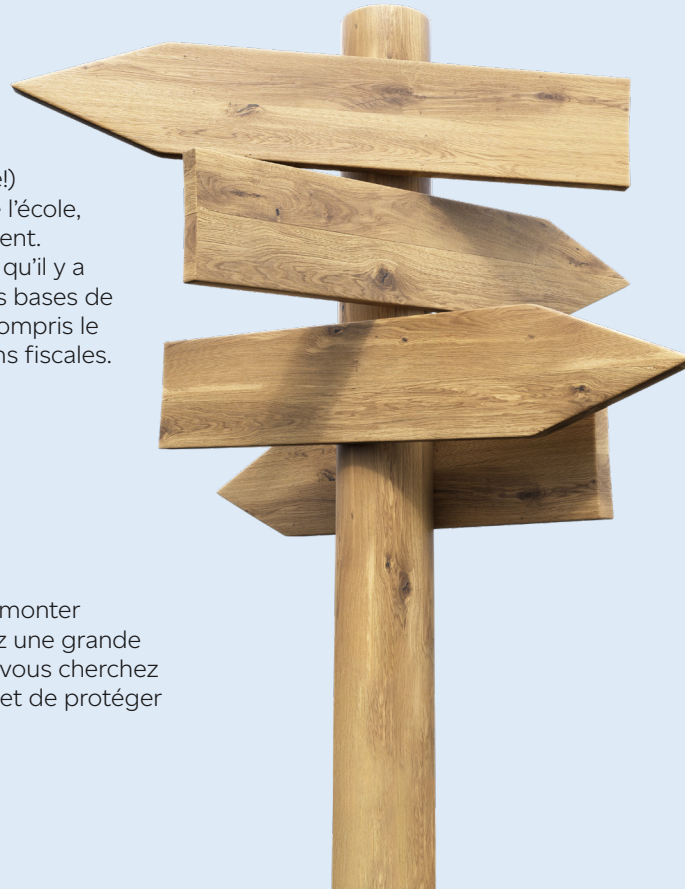 e!)
l'école,
ent.
qu'il y a
s bases de
ompris le
ns fiscales.
monter
z une grande
vous cherchez
et de protéger